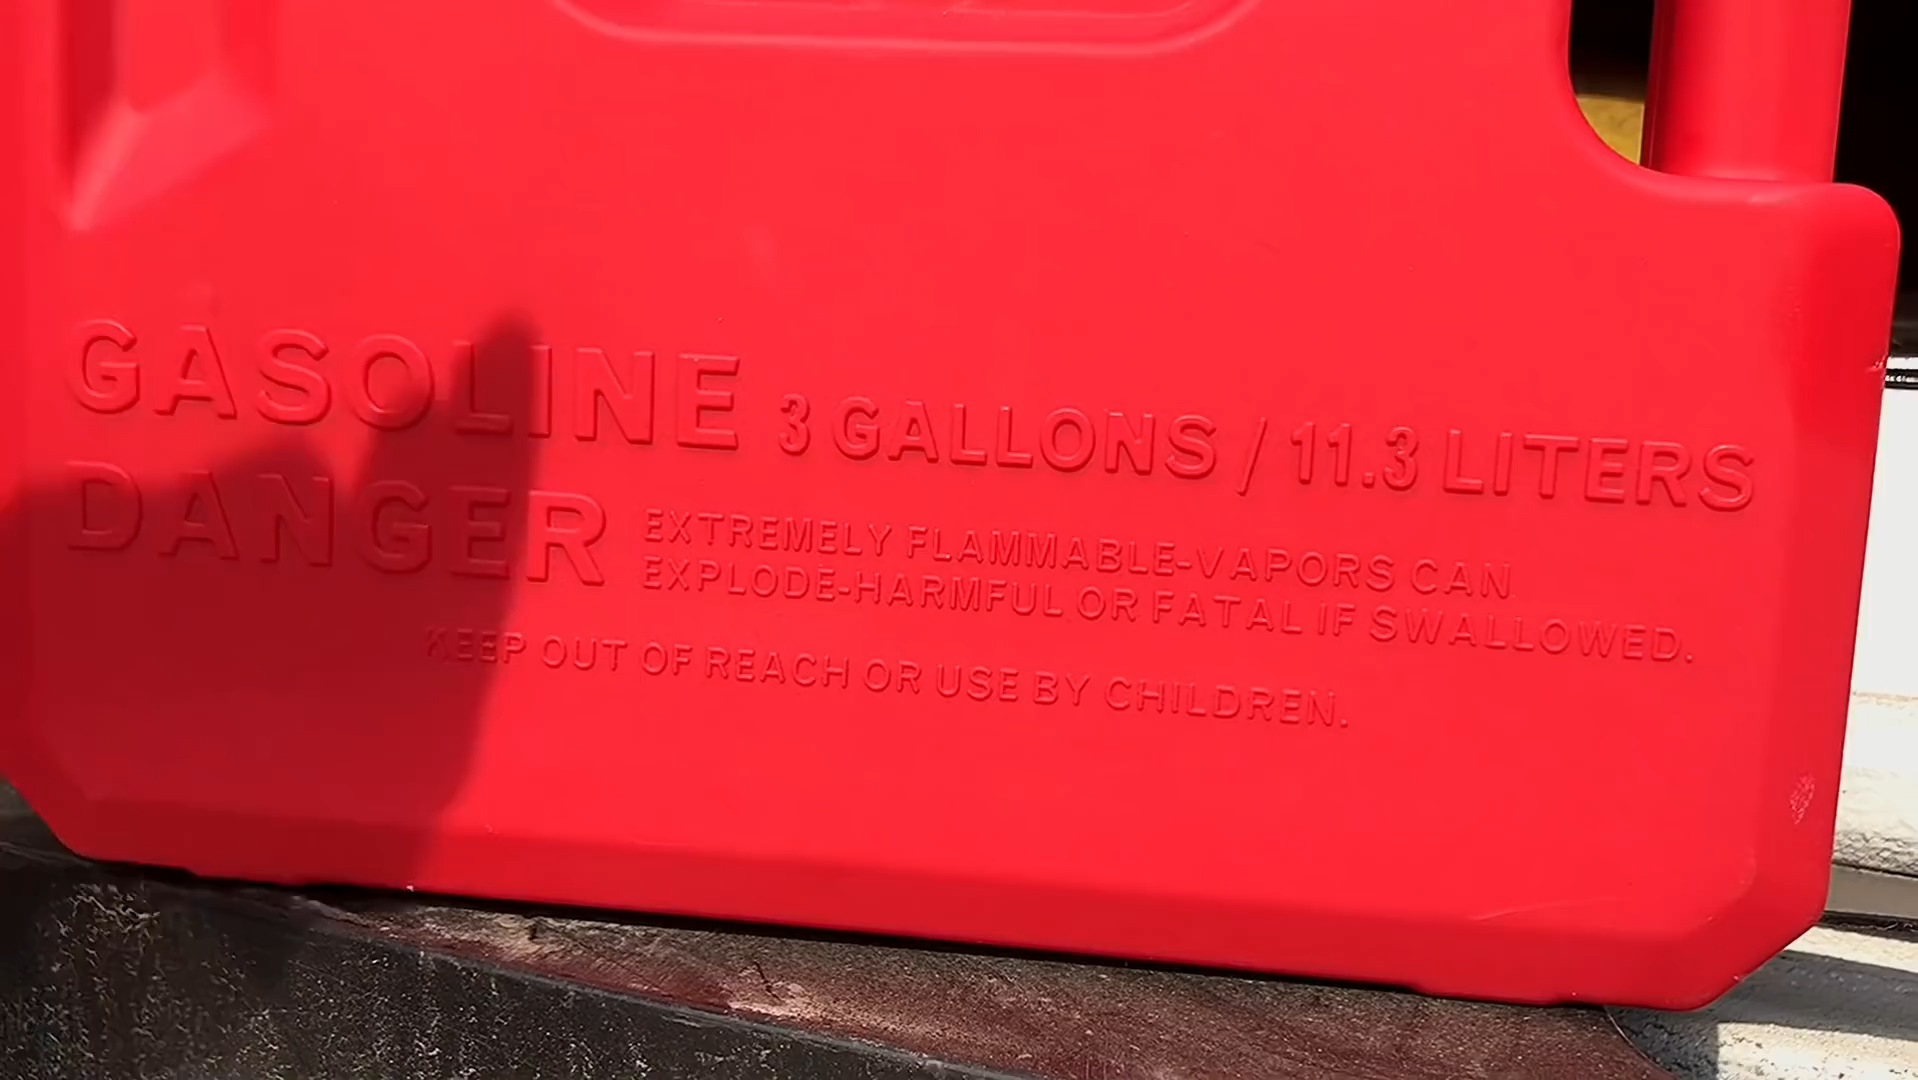 GASOLINE 3 GALLONS / 11.3 LITERS
DANGER EXTREMELY FLAMMABLE-VAPORS CAN
EXPLODE-HARMFUL OR FATAL IF SWALLOWED.
KEEP OUT OF REACH OR USE BY CHILDREN.